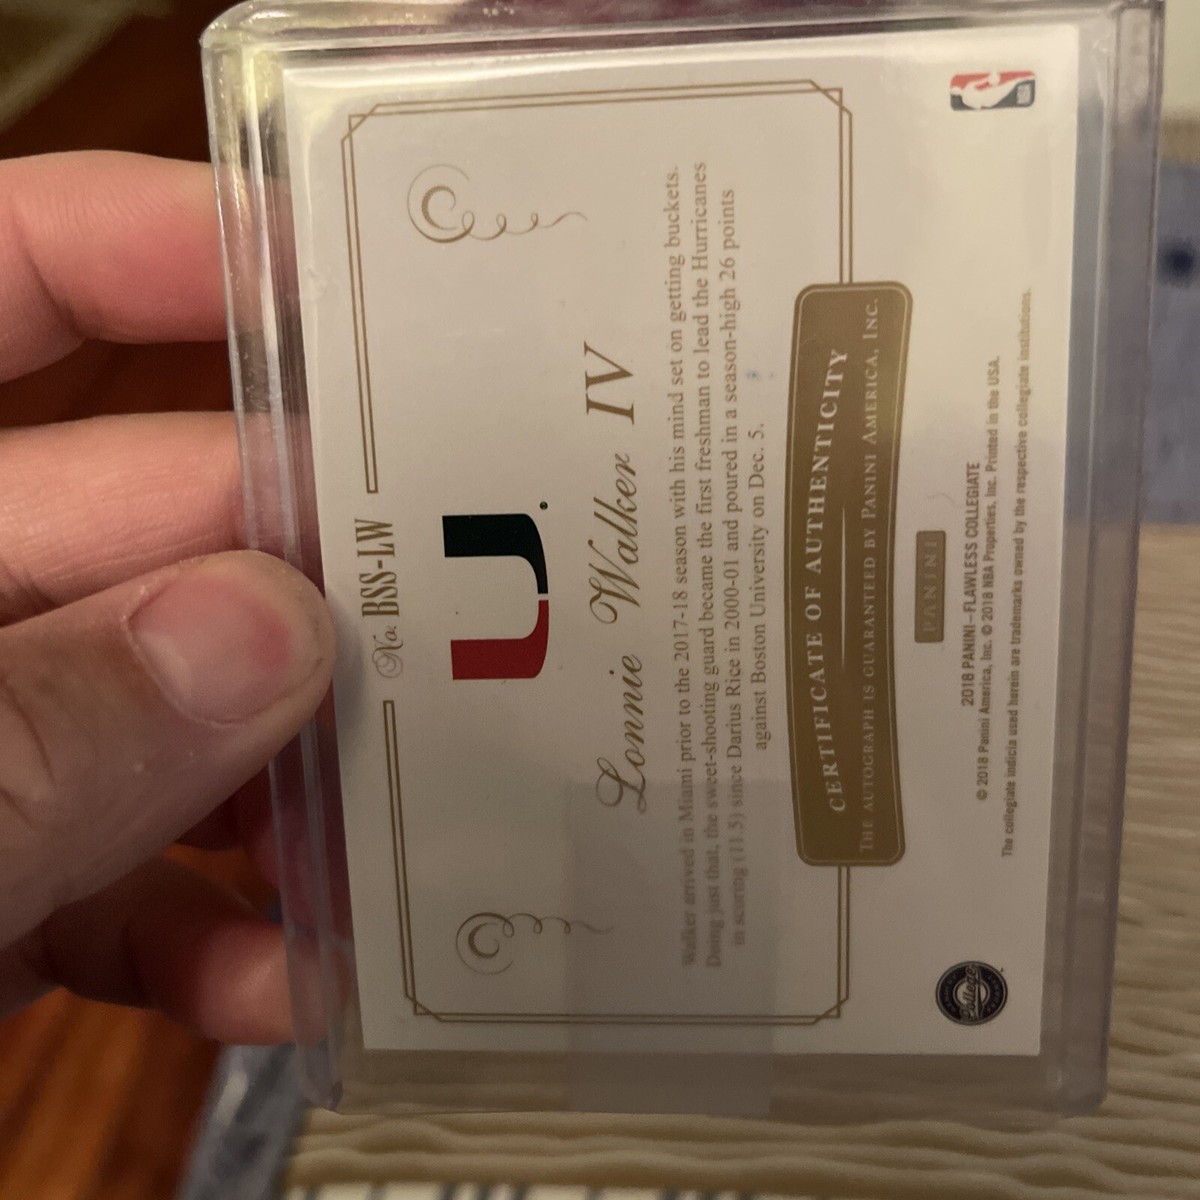 No. BSS-LW
Lonnie Walker IV
Walker arrived in Miami prior to the 2017-18 season with his mind set on getting buckets.
Doing just that, the sweet-shooting guard became the first freshman to lead the Hurricanes
in scoring (11.5) since Darius Rice in 2000-01 and poured in a season-high 26 points
against Boston University on Dec. 5.
CERTIFICATE OF AUTHENTICITY
THE AUTOGRAPH IS GUARANTEED BY PANINI AMERICA, INC.
PANINI
2018 PANINI – FLAWLESS COLLEGIATE
© 2018 Panini America, Inc. © 2018 NBA Properties, Inc. Printed in the USA.
The collegiate indicia used herein are trademarks owned by the respective collegiate institutions.
NBA
College